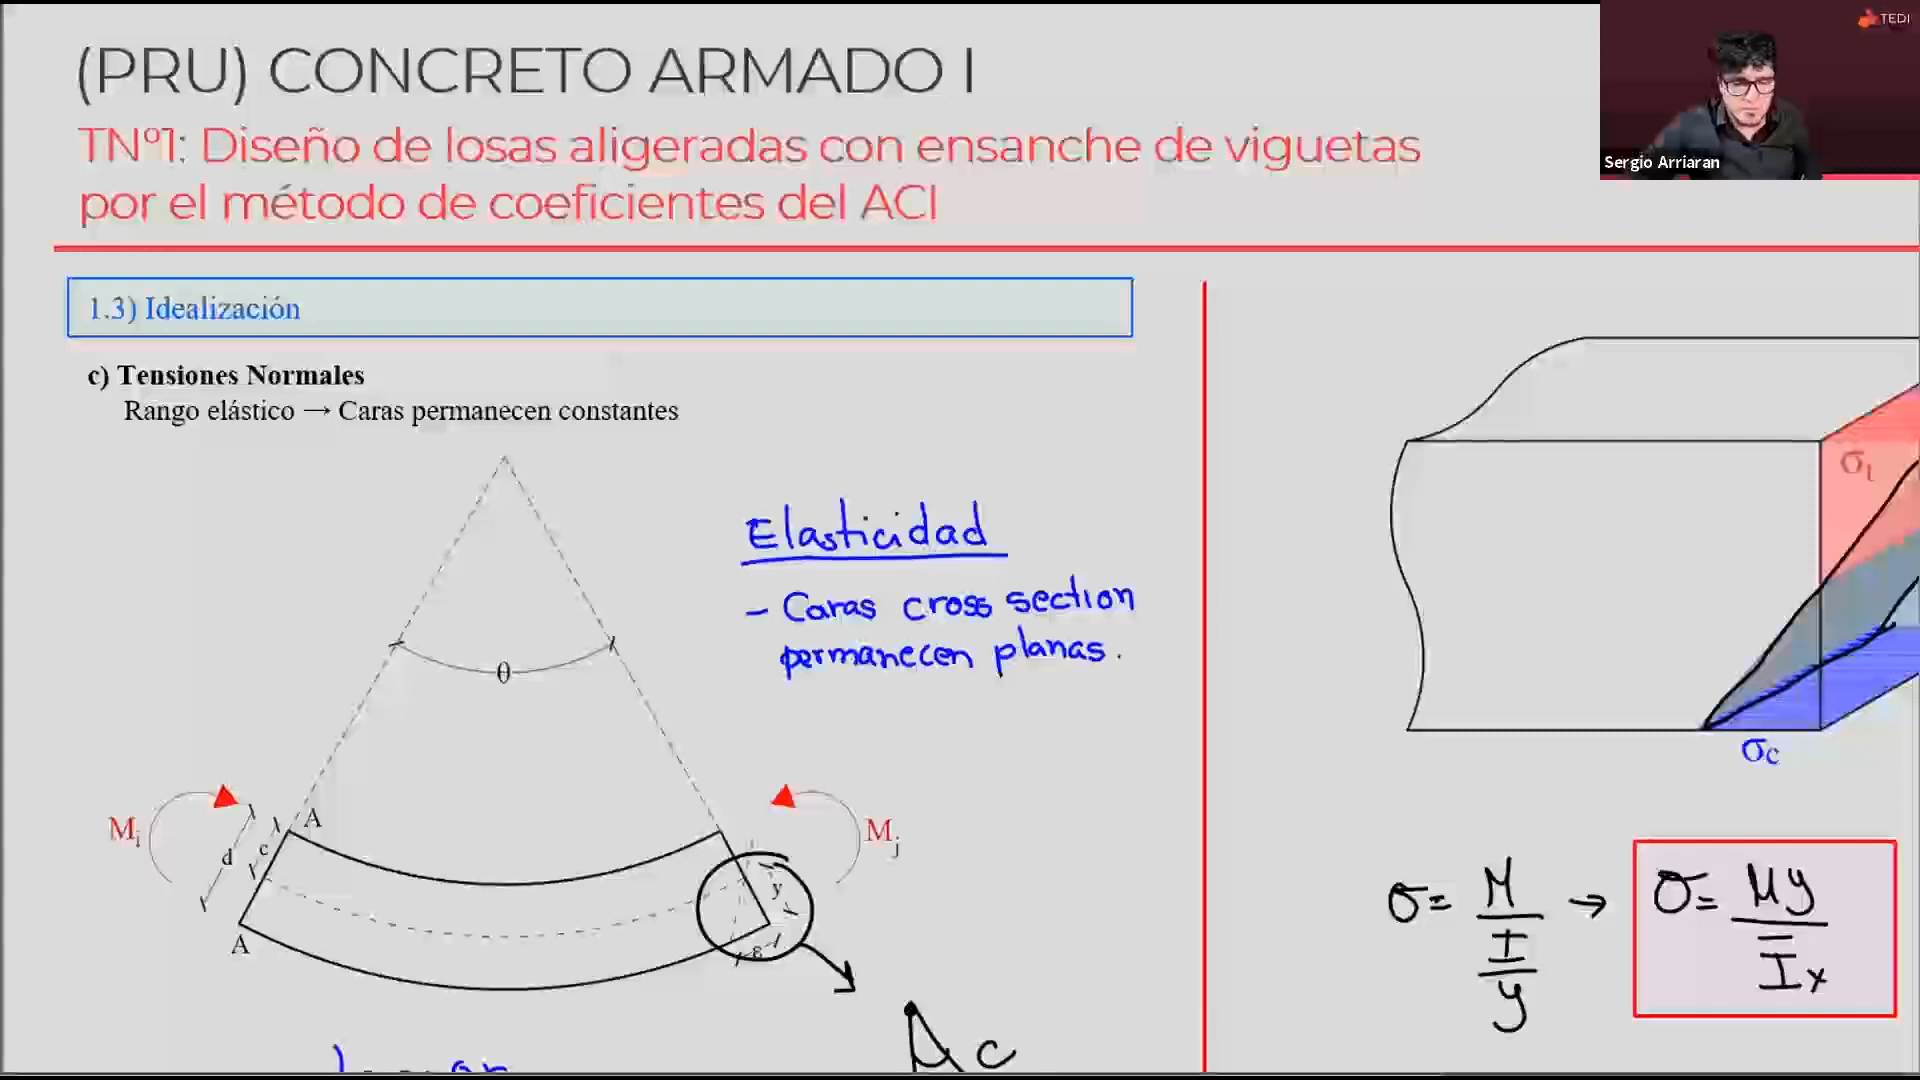 (PRU) CONCRETO ARMADO I
TEDI
Sergio Arriaran
TNº1: Diseño de losas aligeradas con ensanche de viguetas
por el método de coeficientes del ACI
1.3) Idealización
c) Tensiones Normales
Rango elástico → Caras permanecen constantes
Elasticidad
- Caras cross section
permanecen planas.
θ
Mi
d
c
A
A
Mj
y
ε
σt
σc
σ= M/(I/y) → σ= My/Ix